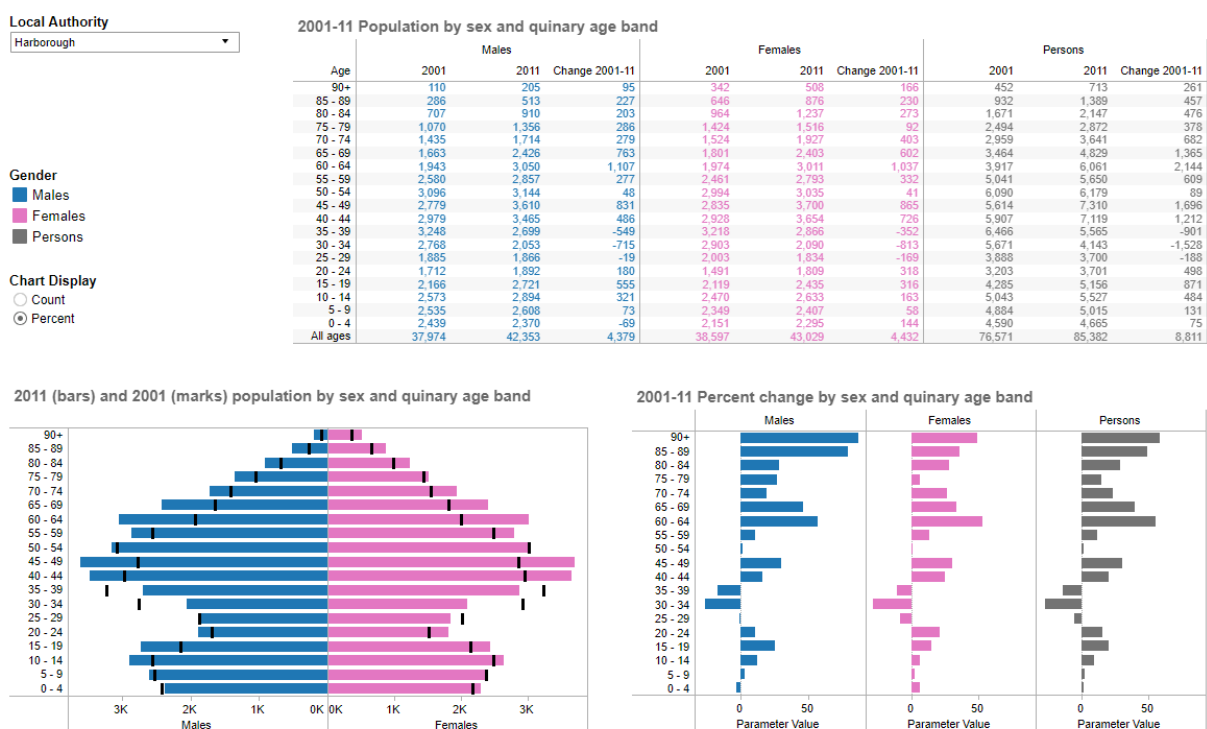 Local Authority
Harborough
Gender
Males
Females
Persons
Chart Display
Count
Percent
2001-11 Population by sex and quinary age band
Males Females Persons
Age 2001 2011 Change 2001-11 2001 2011 Change 2001-11 2001 2011 Change 2001-11
90+ 110 205 95 342 508 166 452 713 261
85 - 89 286 513 227 646 876 230 932 1,389 457
80 - 84 707 910 203 964 1,237 273 1,671 2,147 476
75 - 79 1,070 1,356 286 1,424 1,516 92 2,494 2,872 378
70 - 74 1,435 1,714 279 1,524 1,927 403 2,959 3,641 682
65 - 69 1,663 2,426 763 1,801 2,403 602 3,464 4,829 1,365
60 - 64 1,943 3,050 1,107 1,974 3,011 1,037 3,917 6,061 2,144
55 - 59 2,580 2,857 277 2,461 2,793 332 5,041 5,650 609
50 - 54 3,096 3,144 48 2,994 3,035 41 6,090 6,179 89
45 - 49 2,779 3,610 831 2,835 3,700 865 5,614 7,310 1,696
40 - 44 2,979 3,465 486 2,928 3,654 726 5,907 7,119 1,212
35 - 39 3,248 2,699 -549 3,218 2,866 -352 6,466 5,565 -901
30 - 34 2,768 2,053 -715 2,903 2,090 -813 5,671 4,143 -1,528
25 - 29 1,885 1,866 -19 2,003 1,834 -169 3,888 3,700 -188
20 - 24 1,712 1,892 180 1,491 1,809 318 3,203 3,701 498
15 - 19 2,166 2,721 555 2,119 2,435 316 4,285 5,156 871
10 - 14 2,573 2,894 321 2,470 2,633 163 5,043 5,527 484
5 - 9 2,535 2,608 73 2,349 2,407 58 4,884 5,015 131
0 - 4 2,439 2,370 -69 2,151 2,295 144 4,590 4,665 75
All ages 37,974 42,353 4,379 38,597 43,029 4,432 76,571 85,382 8,811
2011 (bars) and 2001 (marks) population by sex and quinary age band
90+
85 - 89
80 - 84
75 - 79
70 - 74
65 - 69
60 - 64
55 - 59
50 - 54
45 - 49
40 - 44
35 - 39
30 - 34
25 - 29
20 - 24
15 - 19
10 - 14
5 - 9
0 - 4
3K 2K 1K 0K 0K 1K 2K 3K
Males Females
2001-11 Percent change by sex and quinary age band
Males Females Persons
90+
85 - 89
80 - 84
75 - 79
70 - 74
65 - 69
60 - 64
55 - 59
50 - 54
45 - 49
40 - 44
35 - 39
30 - 34
25 - 29
20 - 24
15 - 19
10 - 14
5 - 9
0 - 4
0 50 0 50 0 50
Parameter Value Parameter Value Parameter Value